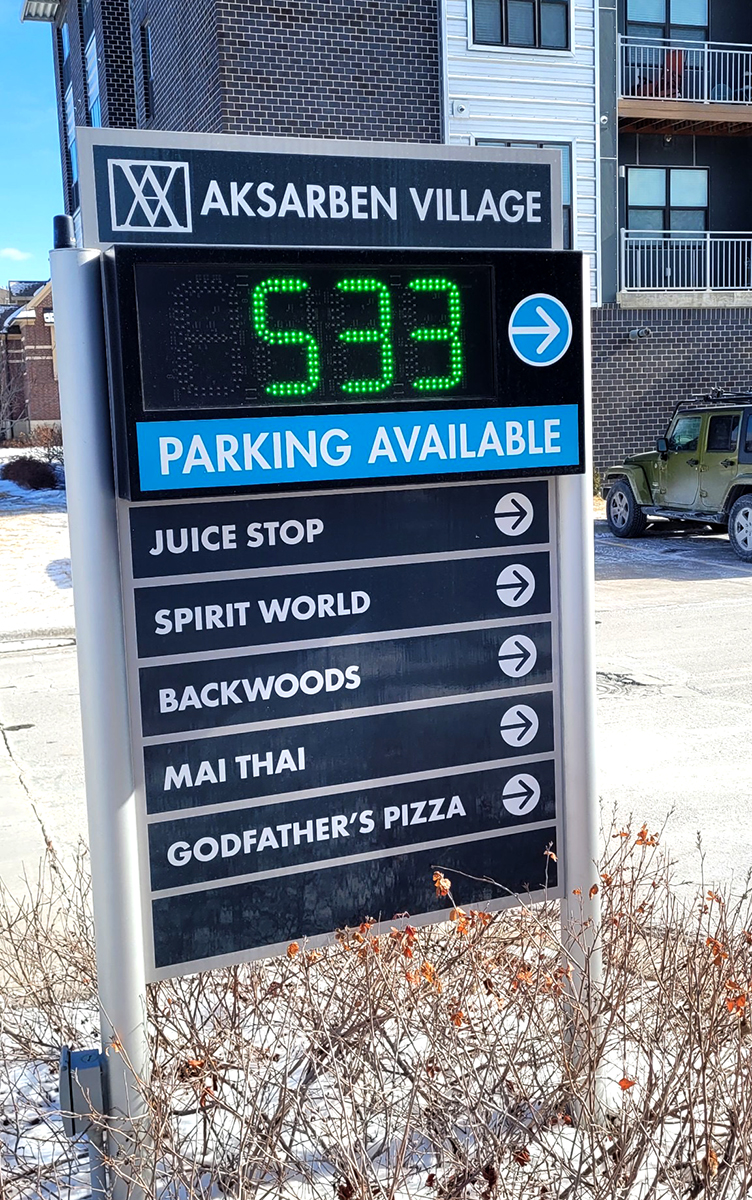 AKSARBEN VILLAGE
533
PARKING AVAILABLE
JUICE STOP
SPIRIT WORLD
BACKWOODS
MAI THAI
GODFATHER'S PIZZA